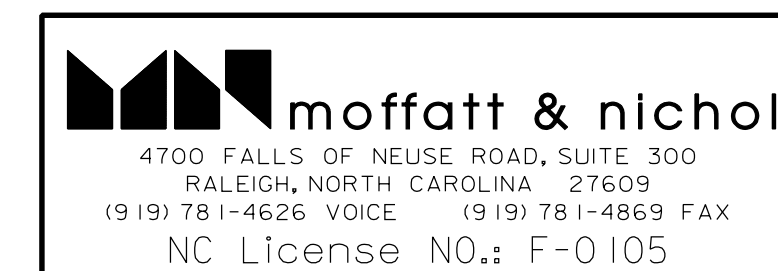 moffatt & nichol
4700 FALLS OF NEUSE ROAD, SUITE 300
RALEIGH, NORTH CAROLINA 27609
(919) 781-4626 VOICE (919) 781-4869 FAX
NC License NO.: F-0105